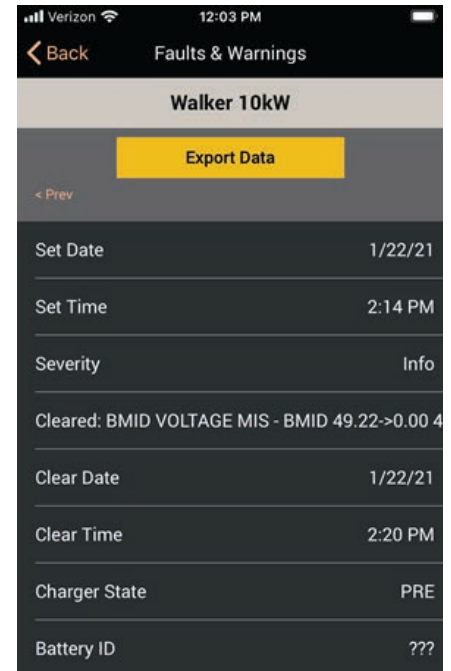 Verizon 12:03 PM
Back Faults & Warnings
Walker 10kW
Export Data
< Prev
Set Date 1/22/21
Set Time 2:14 PM
Severity Info
Cleared: BMID VOLTAGE MIS - BMID 49.22->0.00 4
Clear Date 1/22/21
Clear Time 2:20 PM
Charger State PRE
Battery ID ???